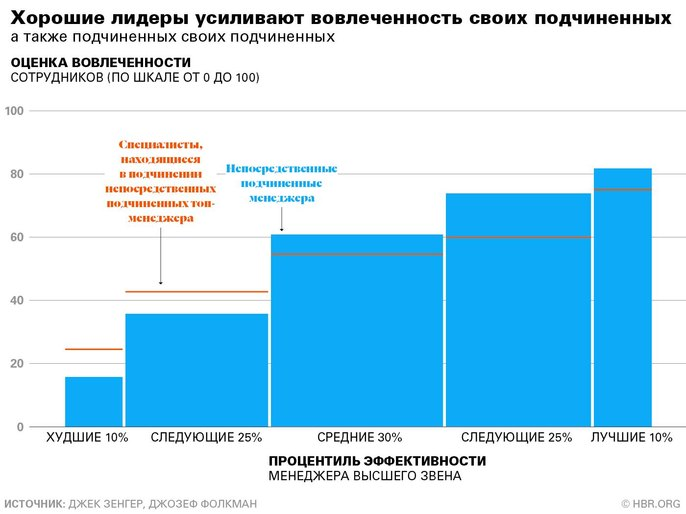 Хорошие лидеры усиливают вовлеченность своих подчиненных
а также подчиненных своих подчиненных
ОЦЕНКА ВОВЛЕЧЕННОСТИ
СОТРУДНИКОВ (ПО ШКАЛЕ ОТ 0 ДО 100)
100
80
60
40
20
0
Специалисты,
находящиеся
в подчинении
непосредственных
подчиненных топ-
менеджера
Непосредственные
подчиненные
менеджера
ХУДШИЕ 10%
СЛЕДУЮЩИЕ 25%
СРЕДНИЕ 30%
СЛЕДУЮЩИЕ 25%
ЛУЧШИЕ 10%
ПРОЦЕНТИЛЬ ЭФФЕКТИВНОСТИ
МЕНЕДЖЕРА ВЫСШЕГО ЗВЕНА
ИСТОЧНИК: ДЖЕК ЗЕНГЕР, ДЖОЗЕФ ФОЛКМАН
© HBR.ORG